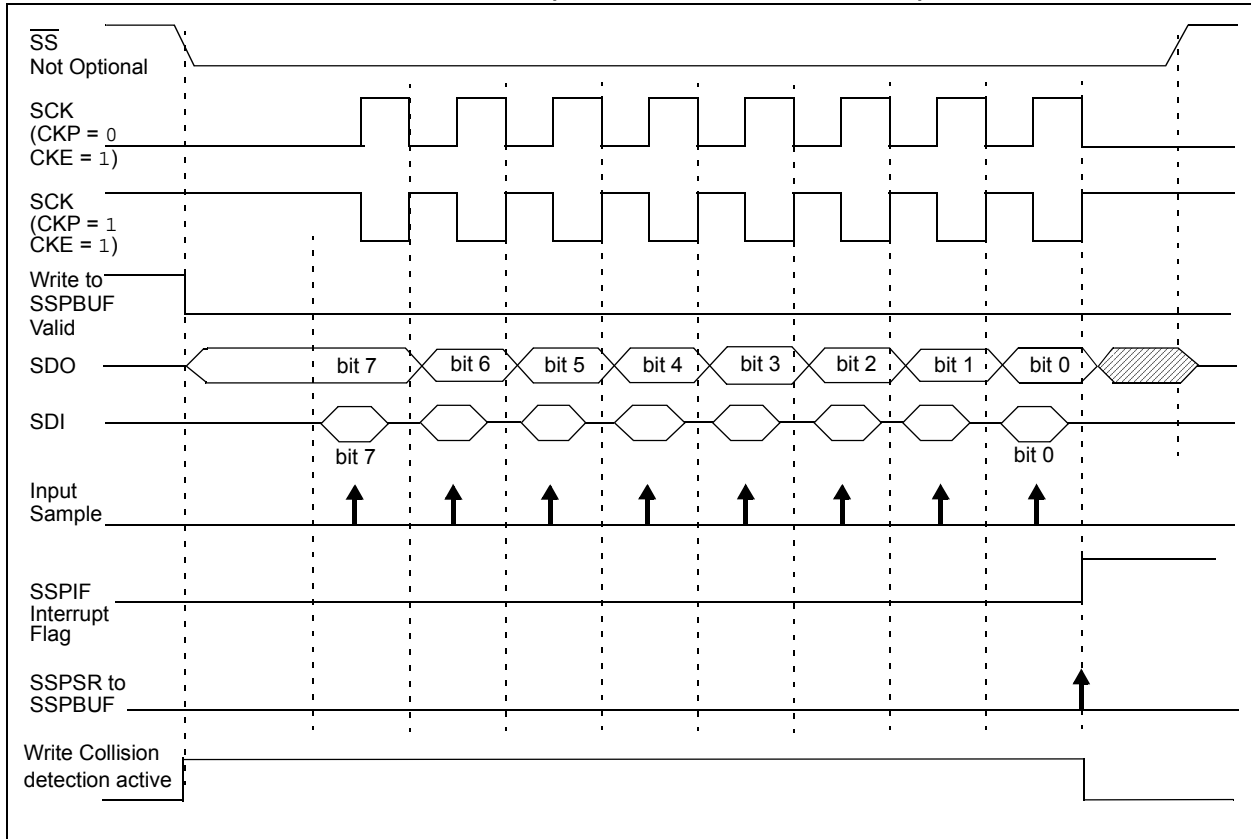 SS
Not Optional
SCK
(CKP = 0
CKE = 1)
SCK
(CKP = 1
CKE = 1)
Write to
SSPBUF
Valid
SDO
bit 7 bit 6 bit 5 bit 4 bit 3 bit 2 bit 1 bit 0
SDI
bit 7 bit 0
Input
Sample
SSPIF
Interrupt
Flag
SSPSR to
SSPBUF
Write Collision
detection active